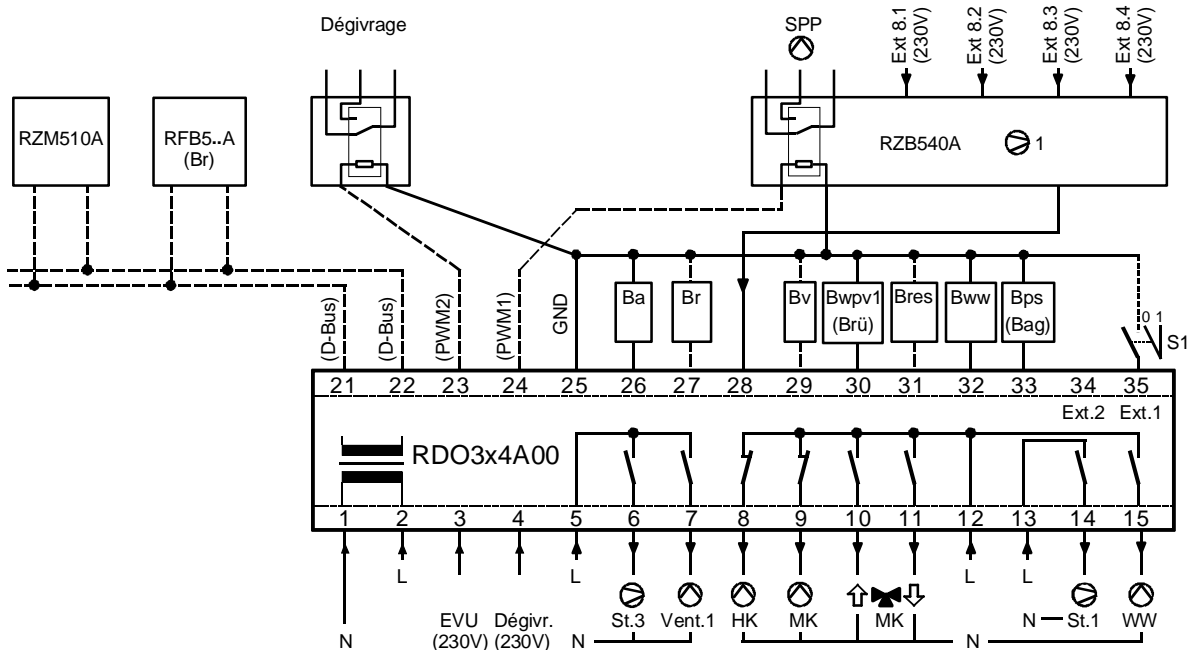 Dégivrage
SPP
Ext 8.1 (230V)
Ext 8.2 (230V)
Ext 8.3 (230V)
Ext 8.4 (230V)
RZM510A
RFB5..A
(Br)
RZB540A
1
(D-Bus)
(D-Bus)
(PWM2)
(PWM1)
GND
Ba
Br
Bv
Bwpv1
(Brü)
Bres
Bww
Bps
(Bag)
0 1
S1
21 22 23 24 25 26 27 28 29 30 31 32 33 34 35
Ext.2 Ext.1
RDO3x4A00
1 2 3 4 5 6 7 8 9 10 11 12 13 14 15
L L L L
N EVU Dégivr. N St.3 Vent.1 HK MK MK N N St.1 WW
(230V) (230V)